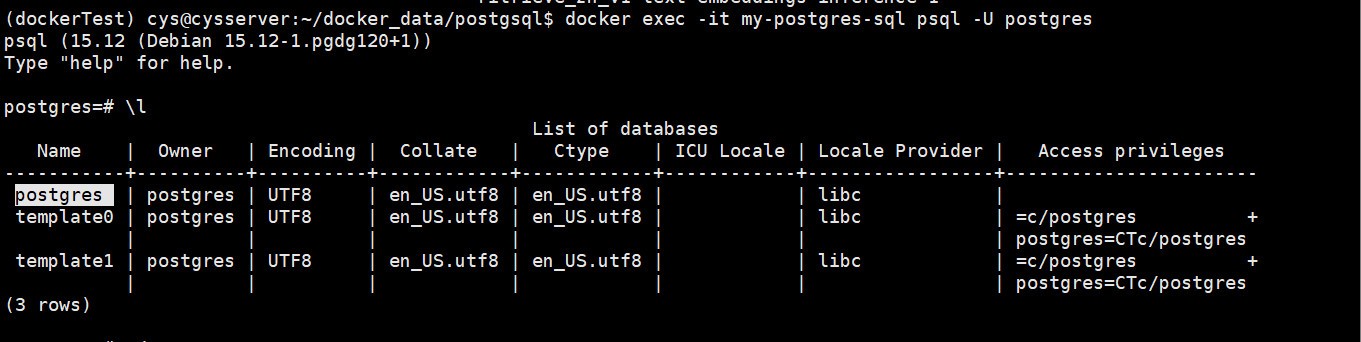 (dockerTest) cys@cysserver:~/docker_data/postgsql$ docker exec -it my-postgres-sql psql -U postgres
psql (15.12 (Debian 15.12-1.pgdg120+1))
Type "help" for help.
postgres=# \l
List of databases
Name | Owner | Encoding | Collate | Ctype | ICU Locale | Locale Provider | Access privileges
-----------+----------+----------+------------+------------+------------+-----------------+-----------------------
postgres | postgres | UTF8 | en_US.utf8 | en_US.utf8 | | libc |
template0 | postgres | UTF8 | en_US.utf8 | en_US.utf8 | | libc | =c/postgres +
| | | | | | | postgres=CTc/postgres
template1 | postgres | UTF8 | en_US.utf8 | en_US.utf8 | | libc | =c/postgres +
| | | | | | | postgres=CTc/postgres
(3 rows)